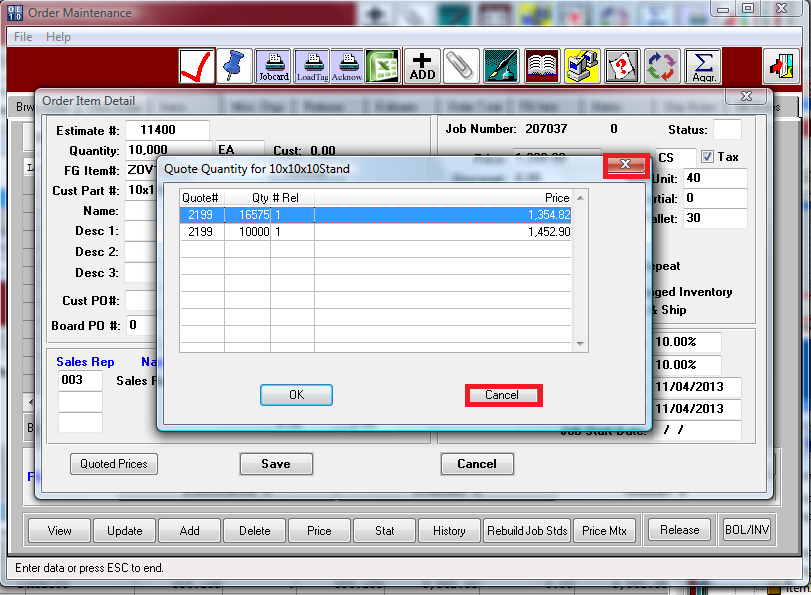 Order Maintenance
File Help
Jobcard LoadTag Acknow. ADD Aggr.
Order Item Detail
Estimate #: 11400
Job Number: 207037 0 Status:
Quantity: 10,000 EA Cust: 0.00
FG Item#: ZOV
CS Tax
Cust Part #: 10x1
Unit: 40
Name:
rtial: 0
Desc 1:
allet: 30
Desc 2:
Desc 3:
epeat
Cust PO#:
ged Inventory
& Ship
Board PO #: 0
Sales Rep Na
003 Sales F
10.00%
10.00%
11/04/2013
11/04/2013
Job Start Date: / /
Quote Quantity for 10x10x10Stand
Quote# Qty # Rel Price
2199 16575 1 1,354.82
2199 10000 1 1,452.90
OK Cancel
Quoted Prices Save Cancel
View Update Add Delete Price Stat History Rebuild Job Stds Price Mtx Release BOL/INV
Enter data or press ESC to end.